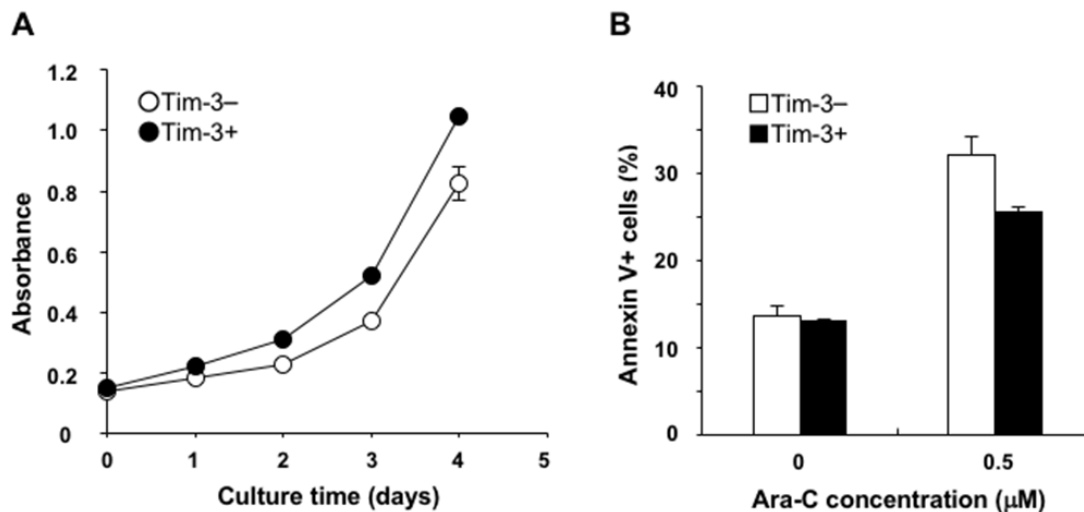 A
1.2
1.0
0.8
0.6
0.4
0.2
0
Absorbance
Tim-3–
Tim-3+
0 1 2 3 4 5
Culture time (days)
B
40
30
20
10
0
Annexin V+ cells (%)
Tim-3–
Tim-3+
0 0.5
Ara-C concentration (μM)